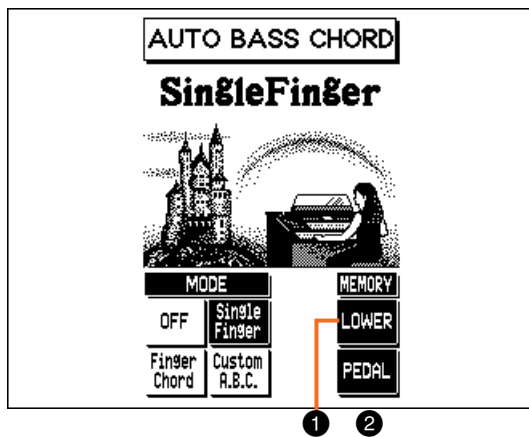 AUTO BASS CHORD
SingleFinger
MODE
MEMORY
OFF
Single
Finger
LOWER
Finger
Chord
Custom
A.B.C.
PEDAL
1
2